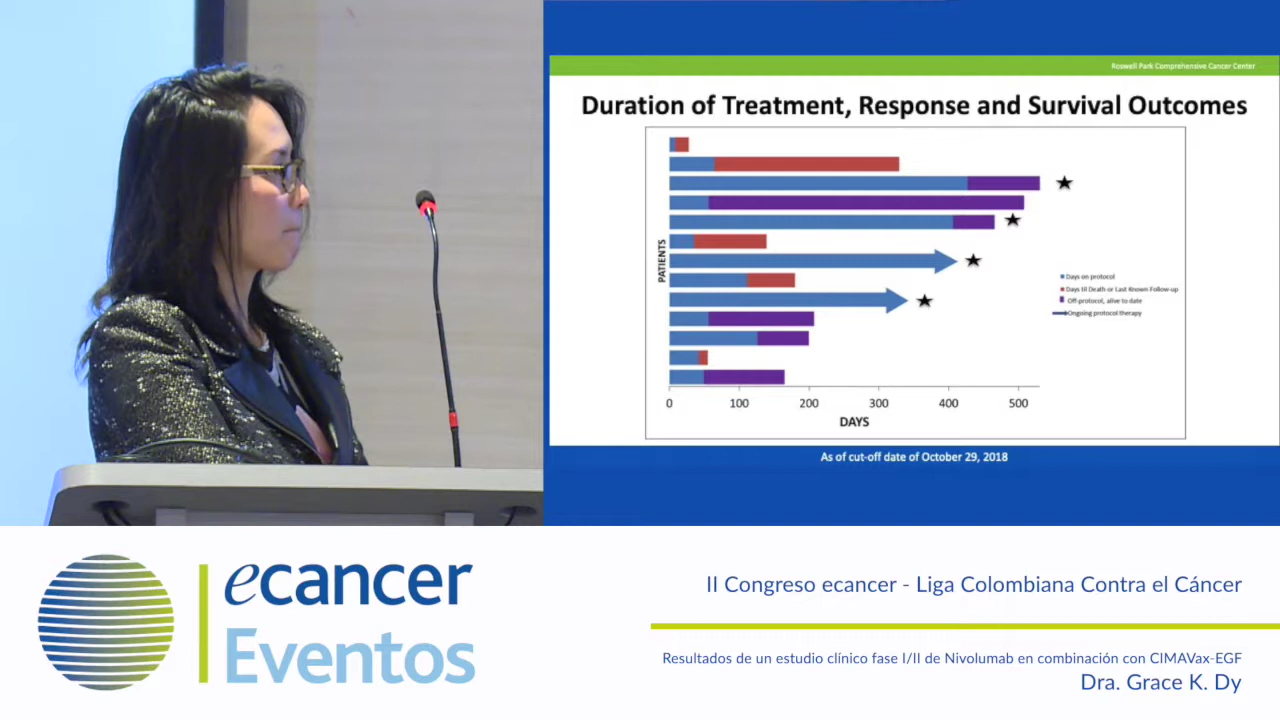 Roswell Park Comprehensive Cancer Center
Duration of Treatment, Response and Survival Outcomes
PATIENTS
Days on protocol
Days til Death or Last Known Follow-up
Off-protocol, alive to date
Ongoing protocol therapy
0 100 200 300 400 500
DAYS
As of cut-off date of October 29, 2018
ecancer
Eventos
II Congreso ecancer - Liga Colombiana Contra el Cáncer
Resultados de un estudio clínico fase I/II de Nivolumab en combinación con CIMAVax-EGF
Dra. Grace K. Dy